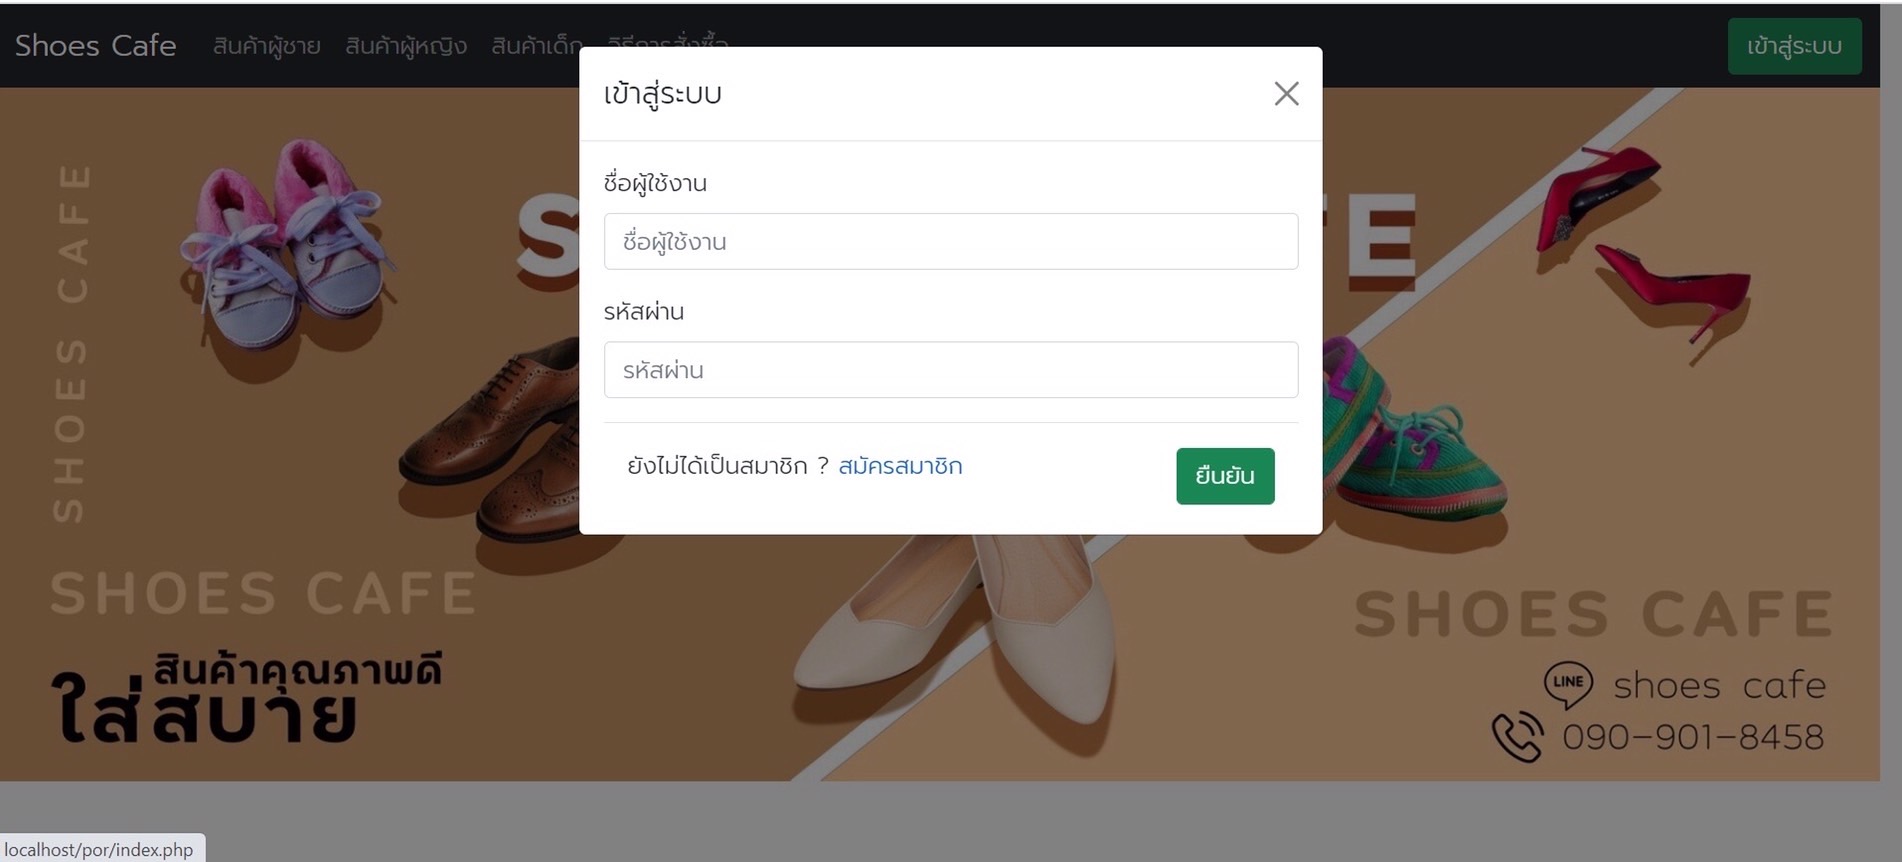 Shoes Cafe สินค้าผู้ชาย สินค้าผู้หญิง สินค้าเด็ก วิธีการสั่งซื้อ เข้าสู่ระบบ
เข้าสู่ระบบ
ชื่อผู้ใช้งาน
ชื่อผู้ใช้งาน
รหัสผ่าน
รหัสผ่าน
ยังไม่ได้เป็นสมาชิก ? สมัครสมาชิก
ยืนยัน
SHOES CAFE
S
E
SHOES CAFE
สินค้าคุณภาพดี
ใส่สบาย
SHOES CAFE
LINE shoes cafe
090-901-8458
localhost/por/index.php